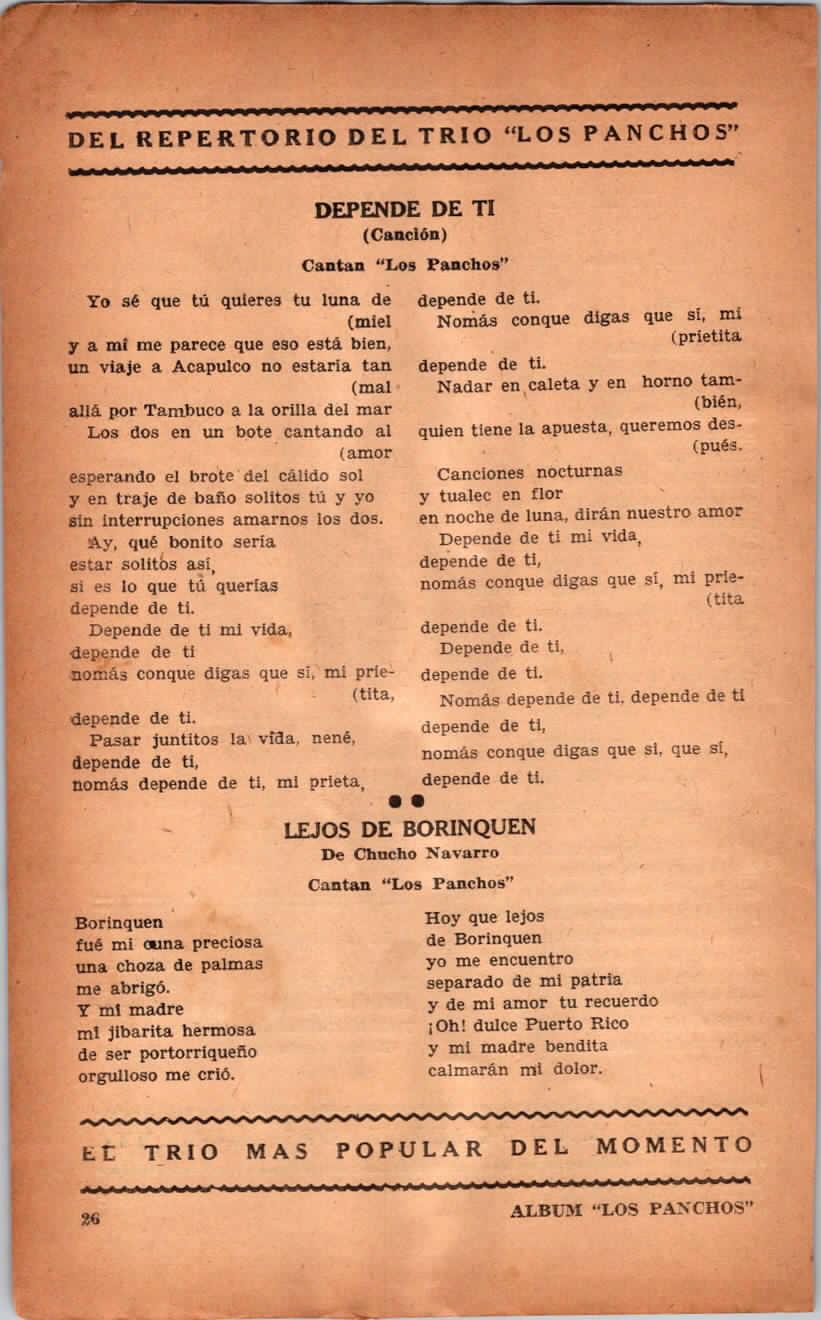 DEL REPERTORIO DEL TRIO “LOS PANCHOS”
DEPENDE DE TI
(Canción)
Cantan “Los Panchos”
Yo sé que tú quieres tu luna de
(miel
y a mí me parece que eso está bien,
un viaje a Acapulco no estaría tan
(mal
allá por Tambuco a la orilla del mar
Los dos en un bote cantando al
(amor
esperando el brote del cálido sol
y en traje de baño solitos tú y yo
sin interrupciones amarnos los dos.
Ay, qué bonito sería
estar solitos así,
si es lo que tú querías
depende de ti.
Depende de ti mi vida,
depende de ti
nomás conque digas que sí, mi prie-
(tita,
depende de ti.
Pasar juntitos la vida, nené,
depende de ti,
nomás depende de ti, mi prieta,
depende de ti.
Nomás conque digas que sí, mi
(prietita
depende de ti.
Nadar en caleta y en horno tam-
(bién,
quien tiene la apuesta, queremos des-
(pués.
Canciones nocturnas
y tualec en flor
en noche de luna, dirán nuestro amor
Depende de ti mi vida,
depende de ti,
nomás conque digas que sí, mi prie-
(tita
depende de ti.
Depende de ti,
depende de ti.
Nomás depende de ti, depende de ti
depende de ti,
nomás conque digas que si, que sí,
depende de ti.
LEJOS DE BORINQUEN
De Chucho Navarro
Cantan “Los Panchos”
Borinquen
fué mi cuna preciosa
una choza de palmas
me abrigó.
Y mi madre
mi jibarita hermosa
de ser portorriqueño
orgulloso me crió.
Hoy que lejos
de Borinquen
yo me encuentro
separado de mi patria
y de mi amor tu recuerdo
¡Oh! dulce Puerto Rico
y mi madre bendita
calmarán mi dolor.
EL TRIO MAS POPULAR DEL MOMENTO
26
ALBUM “LOS PANCHOS”